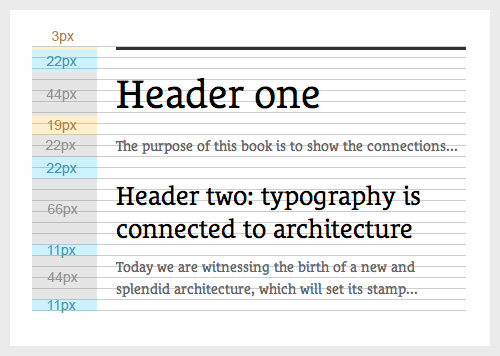 3px
22px
44px
Header one
19px
22px
The purpose of this book is to show the connections...
22px
66px
Header two: typography is
connected to architecture
11px
44px
Today we are witnessing the birth of a new and
splendid architecture, which will set its stamp...
11px